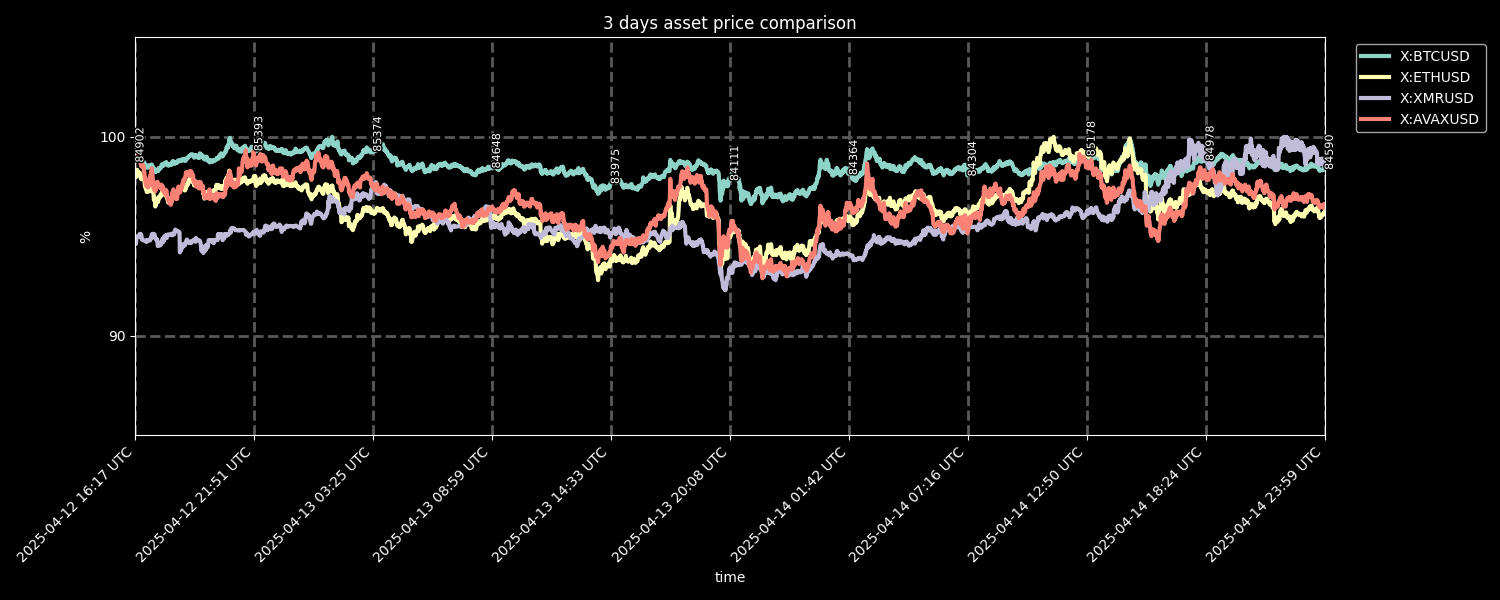 3 days asset price comparison
X:BTCUSD
X:ETHUSD
X:XMRUSD
X:AVAXUSD
100
90
%
84902
85393
85374
84648
83975
84111
84364
84304
85178
84978
84590
2025-04-12 16:17 UTC
2025-04-12 21:51 UTC
2025-04-13 03:25 UTC
2025-04-13 08:59 UTC
2025-04-13 14:33 UTC
2025-04-13 20:08 UTC
2025-04-14 01:42 UTC
2025-04-14 07:16 UTC
2025-04-14 12:50 UTC
2025-04-14 18:24 UTC
2025-04-14 23:59 UTC
time